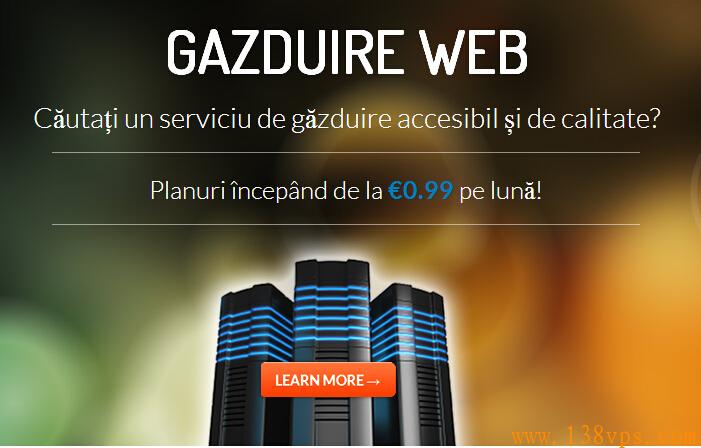 GAZDUIRE WEB
Căutați un serviciu de găzduire accesibil și de calitate?
Planuri începând de la €0.99 pe lună!
LEARN MORE→
www.138vps.com